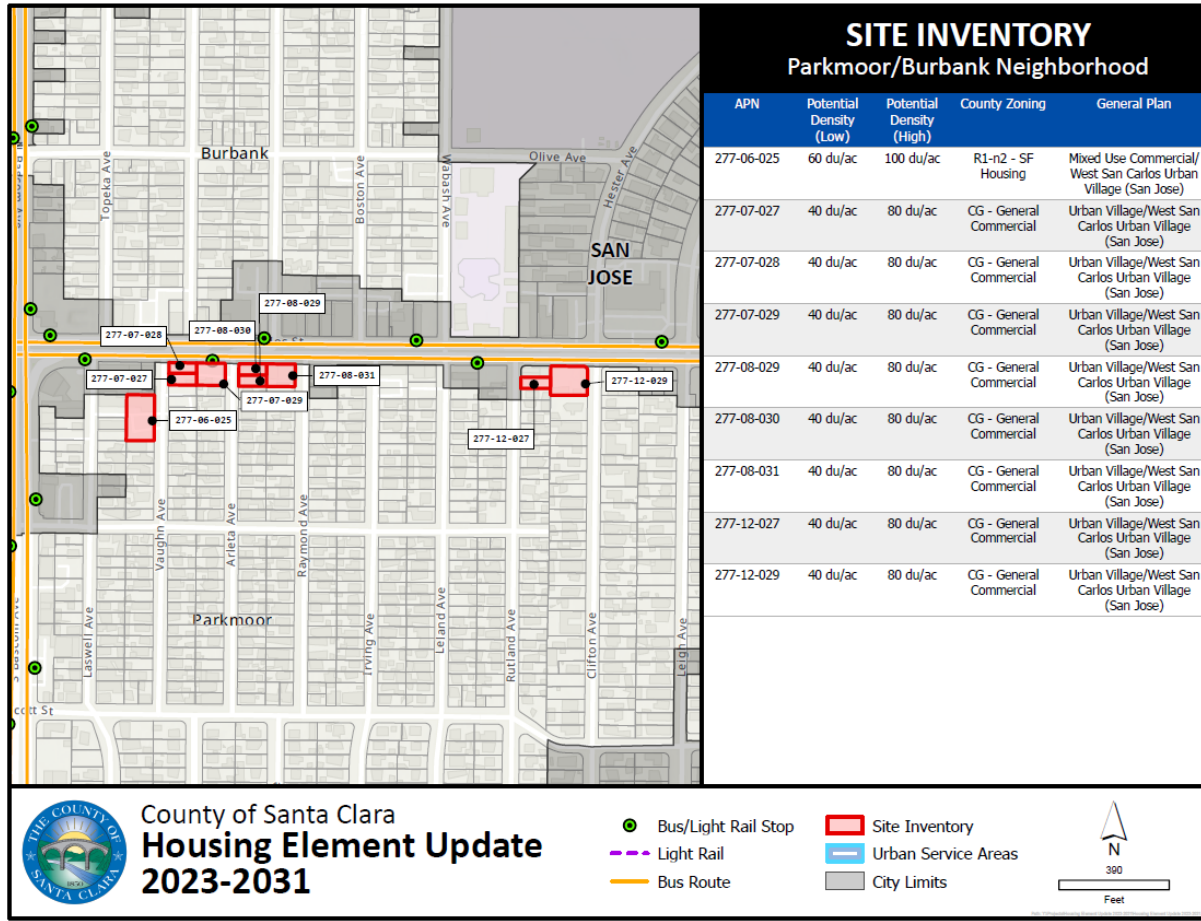 SITE INVENTORY
Parkmoor/Burbank Neighborhood
APN
Potential
Density
(Low)
Potential
Density
(High)
County Zoning
General Plan
277-06-025
60 du/ac
100 du/ac
R1-n2 - SF
Housing
Mixed Use Commercial/
West San Carlos Urban
Village (San Jose)
277-07-027
40 du/ac
80 du/ac
CG - General
Commercial
Urban Village/West San
Carlos Urban Village
(San Jose)
277-07-028
40 du/ac
80 du/ac
CG - General
Commercial
Urban Village/West San
Carlos Urban Village
(San Jose)
277-07-029
40 du/ac
80 du/ac
CG - General
Commercial
Urban Village/West San
Carlos Urban Village
(San Jose)
277-08-029
40 du/ac
80 du/ac
CG - General
Commercial
Urban Village/West San
Carlos Urban Village
(San Jose)
277-08-030
40 du/ac
80 du/ac
CG - General
Commercial
Urban Village/West San
Carlos Urban Village
(San Jose)
277-08-031
40 du/ac
80 du/ac
CG - General
Commercial
Urban Village/West San
Carlos Urban Village
(San Jose)
277-12-027
40 du/ac
80 du/ac
CG - General
Commercial
Urban Village/West San
Carlos Urban Village
(San Jose)
277-12-029
40 du/ac
80 du/ac
CG - General
Commercial
Urban Village/West San
Carlos Urban Village
(San Jose)
Burbank
Olive Ave
Hester Ave
Wabash Ave
Boston Ave
Topeka Ave
SAN
JOSE
277-08-029
277-08-030
277-07-028
277-07-027
277-08-031
277-07-029
277-12-029
277-06-025
277-12-027
Vaughn Ave
Arleta Ave
Raymond Ave
Parkmoor
Laswell Ave
Irving Ave
Leland Ave
Rutland Ave
Clifton Ave
Leigh Ave
S Bascom Ave
cott St
THE COUNTY OF
SANTA CLARA
1850
County of Santa Clara
Housing Element Update
2023-2031
Bus/Light Rail Stop
Light Rail
Bus Route
Site Inventory
Urban Service Areas
City Limits
N
390
Feet